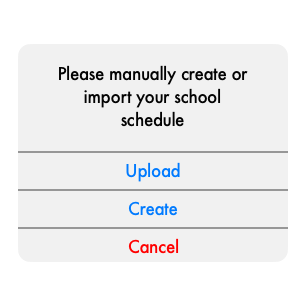 Please manually create or
import your school
schedule
Upload
Create
Cancel